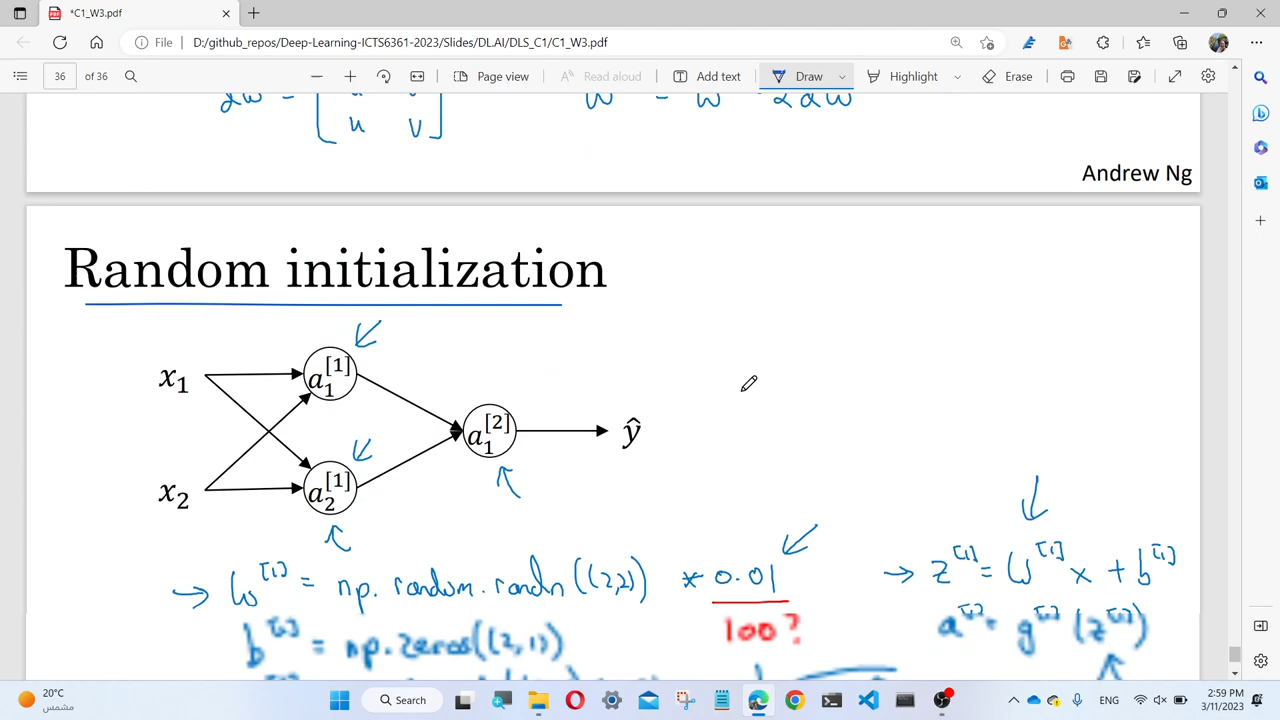 *C1_W3.pdf
File D:/github_repos/Deep-Learning-ICTS6361-2023/Slides/DL.AI/DLS_C1/C1_W3.pdf
36 of 36 Page view Read aloud Add text Draw Highlight Erase
dW =
u v
W = W - α dW
Andrew Ng
Random initialization
x₁ a₁^[1]
a₁^[2] ŷ
x₂ a₂^[1]
→ W^[1] = np.random.randn((2,2)) * 0.01
100?
b^[1] = np.zeros((2,1))
→ z^[1] = W^[1] x + b^[1]
a^[1] = g^[1](z^[1])
20°C
مشمس
Search
2:59 PM
3/11/2023